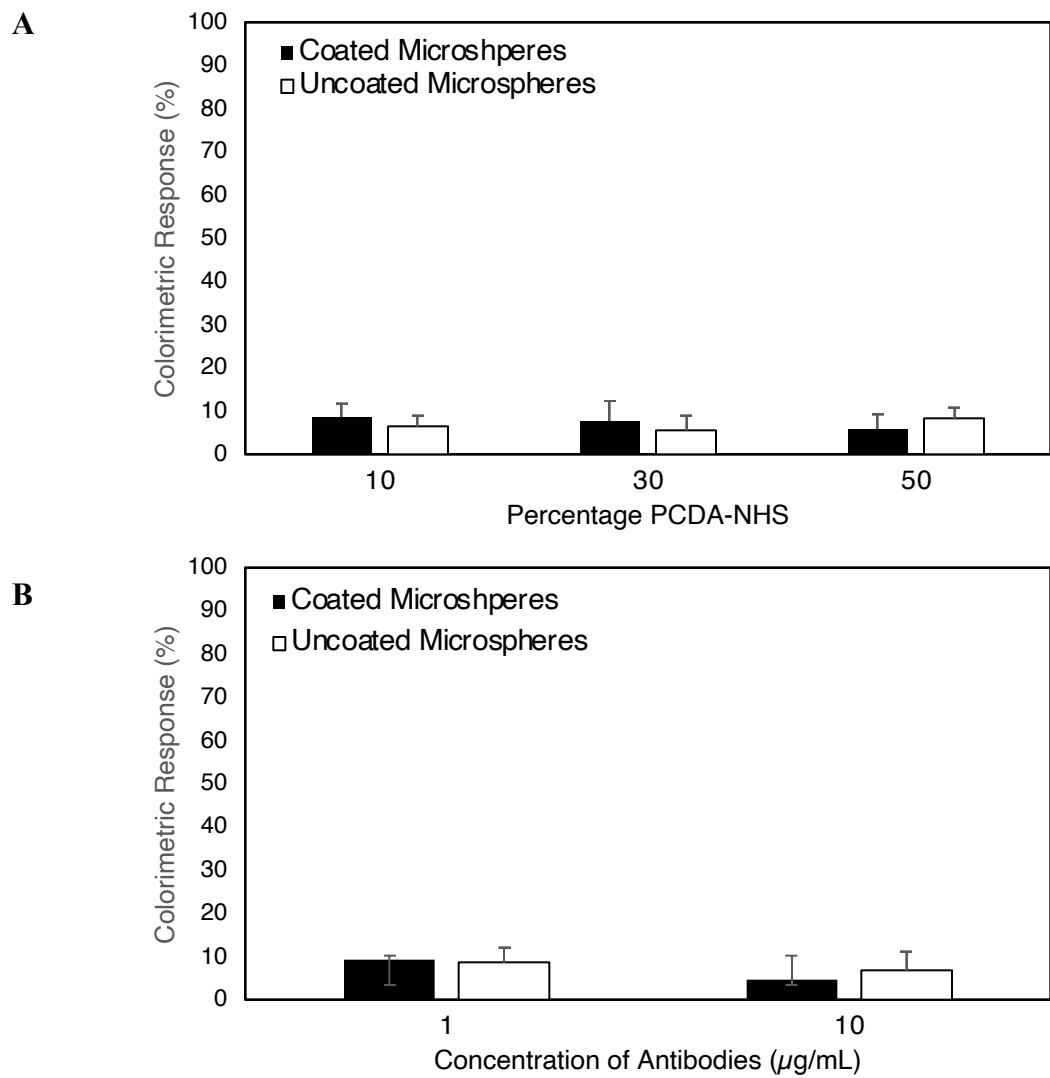 A
Colorimetric Response (%)
100
90
80
70
60
50
40
30
20
10
0
Coated Microshperes
Uncoated Microspheres
10 30 50
Percentage PCDA-NHS
B
Colorimetric Response (%)
100
90
80
70
60
50
40
30
20
10
0
Coated Microshperes
Uncoated Microspheres
1 10
Concentration of Antibodies (µg/mL)